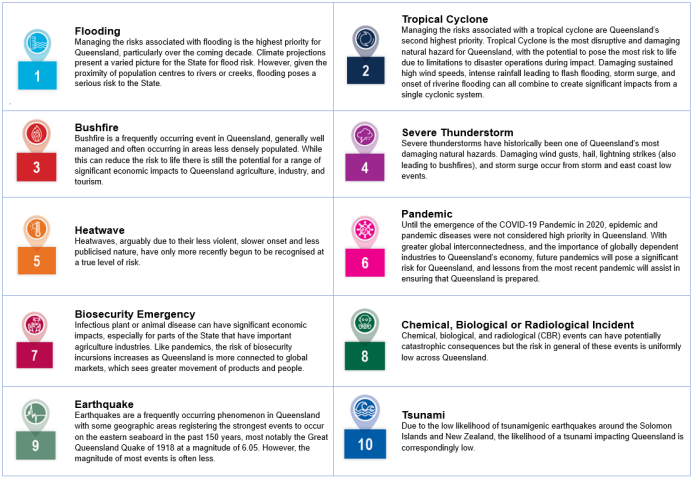 Flooding
Managing the risks associated with flooding is the highest priority for
Queensland, particularly over the coming decade. Climate projections
present a varied picture for the State for flood risk. However, given the
proximity of population centres to rivers or creeks, flooding poses a
serious risk to the State.
1
Tropical Cyclone
Managing the risks associated with a tropical cyclone are Queensland's
second highest priority. Tropical Cyclone is the most disruptive and damaging
natural hazard for Queensland, with the potential to pose the most risk to life
due to limitations to disaster operations during impact. Damaging sustained
high wind speeds, intense rainfall leading to flash flooding, storm surge, and
onset of riverine flooding can all combine to create significant impacts from a
single cyclonic system.
2
Bushfire
Bushfire is a frequently occurring event in Queensland, generally well
managed and often occurring in areas less densely populated. While
this can reduce the risk to life there is still the potential for a range of
significant economic impacts to Queensland agriculture, industry, and
tourism.
3
Severe Thunderstorm
Severe thunderstorms have historically been one of Queensland's most
damaging natural hazards. Damaging wind gusts, hail, lightning strikes (also
leading to bushfires), and storm surge occur from storm and east coast low
events.
4
Heatwave
Heatwaves, arguably due to their less violent, slower onset and less
publicised nature, have only more recently begun to be recognised at
a true level of risk.
5
Pandemic
Until the emergence of the COVID-19 Pandemic in 2020, epidemic and
pandemic diseases were not considered high priority in Queensland. With
greater global interconnectedness, and the importance of globally dependent
industries to Queensland's economy, future pandemics will pose a significant
risk for Queensland, and lessons from the most recent pandemic will assist in
ensuring that Queensland is prepared.
6
Biosecurity Emergency
Infectious plant or animal disease can have significant economic
impacts, especially for parts of the State that have important
agriculture industries. Like pandemics, the risk of biosecurity
incursions increases as Queensland is more connected to global
markets, which sees greater movement of products and people.
7
Chemical, Biological or Radiological Incident
Chemical, biological, and radiological (CBR) events can have potentially
catastrophic consequences but the risk in general of these events is uniformly
low across Queensland.
8
Earthquake
Earthquakes are a frequently occurring phenomenon in Queensland
with some geographic areas registering the strongest events to occur
on the eastern seaboard in the past 150 years, most notably the Great
Queensland Quake of 1918 at a magnitude of 6.05. However, the
magnitude of most events is often less.
9
Tsunami
Due to the low likelihood of tsunamigenic earthquakes around the Solomon
Islands and New Zealand, the likelihood of a tsunami impacting Queensland is
correspondingly low.
10